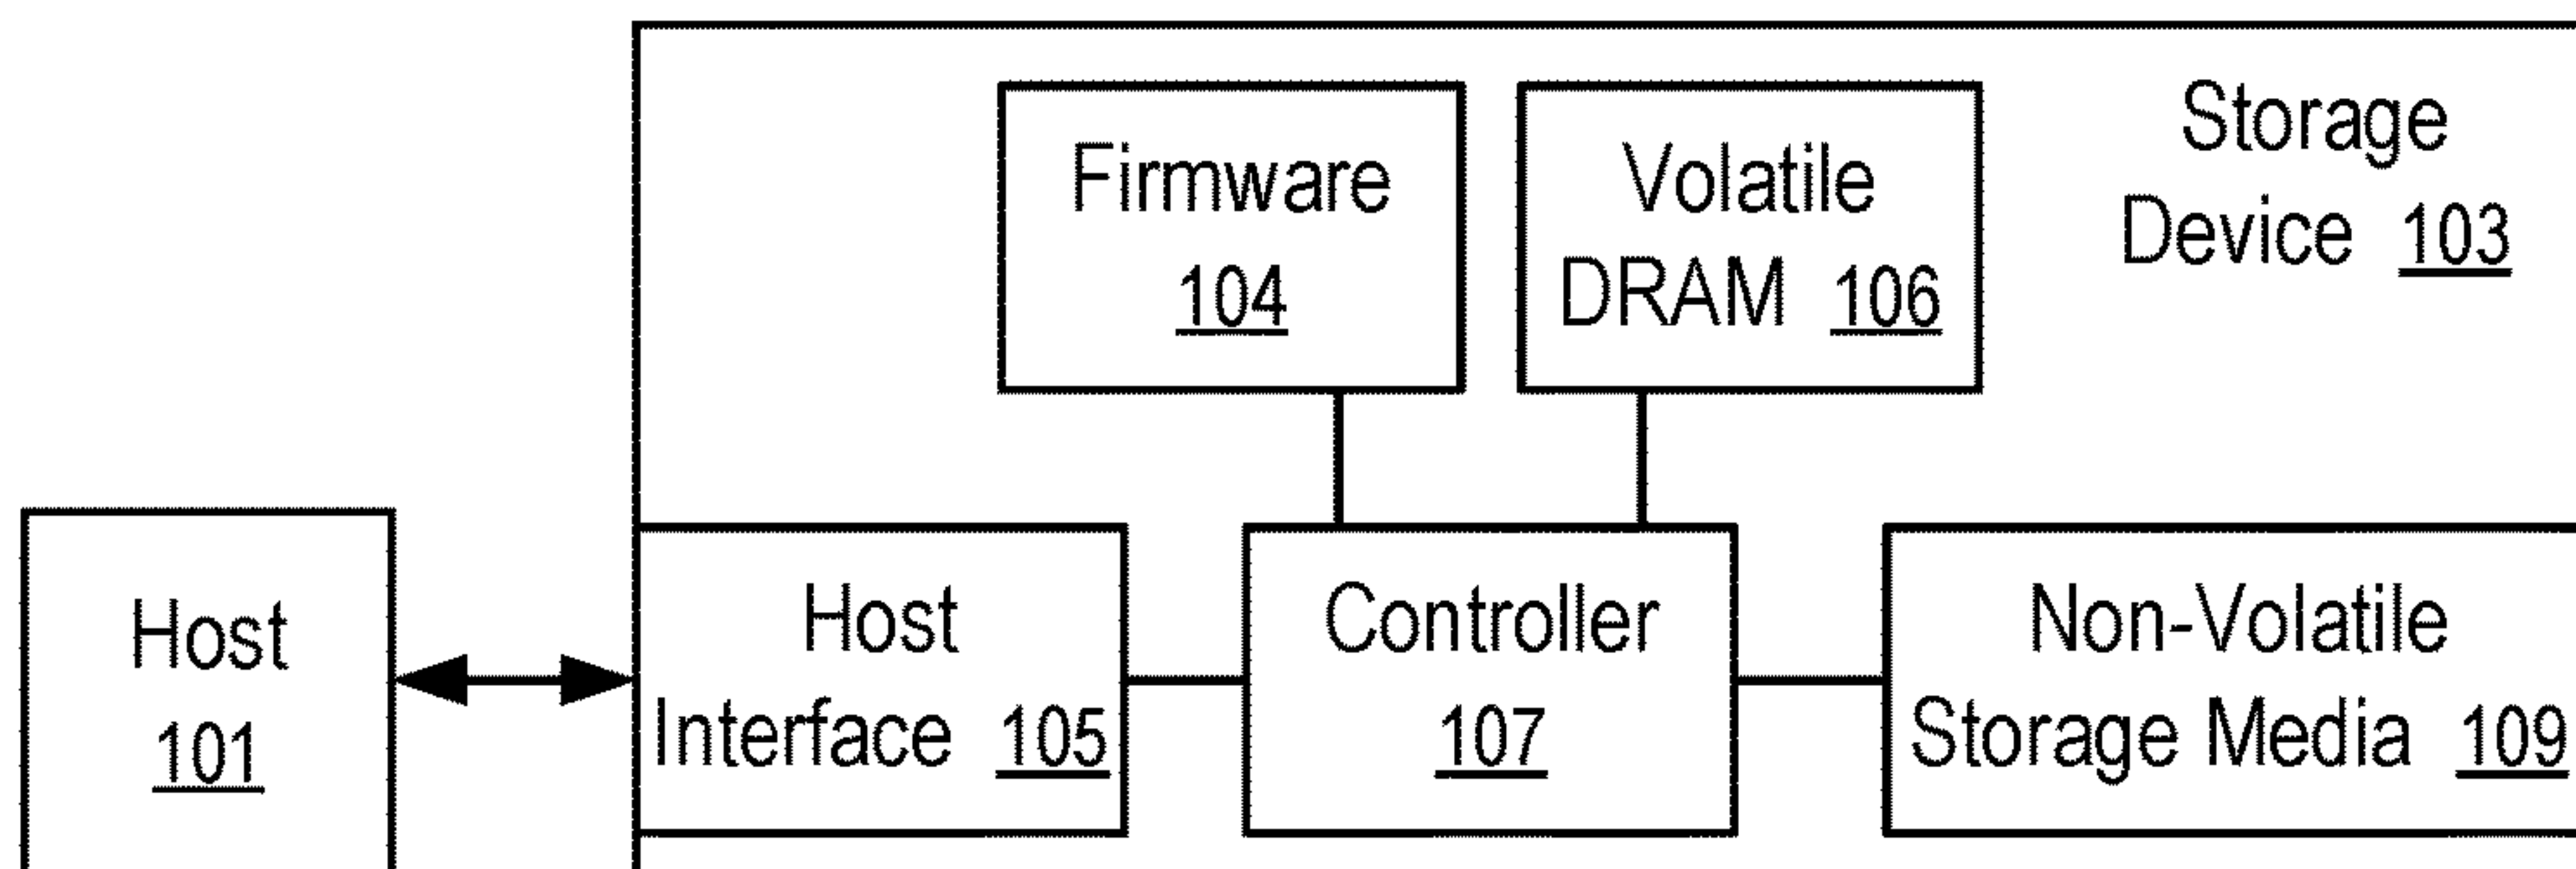 Firmware
104
Volatile
DRAM 106
Storage
Device 103
Host
101
Host
Interface 105
Controller
107
Non-Volatile
Storage Media 109